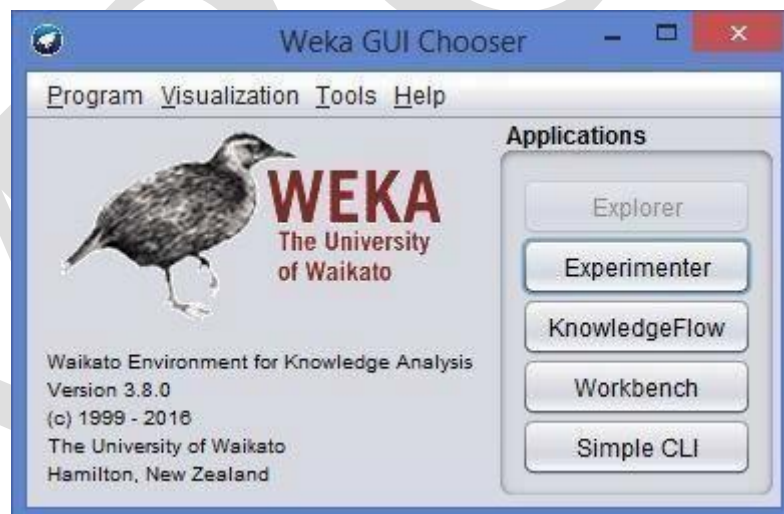 Weka GUI Chooser
Program Visualization Tools Help
WEKA
The University
of Waikato
Waikato Environment for Knowledge Analysis
Version 3.8.0
(c) 1999 - 2016
The University of Waikato
Hamilton, New Zealand
Applications
Explorer
Experimenter
KnowledgeFlow
Workbench
Simple CLI